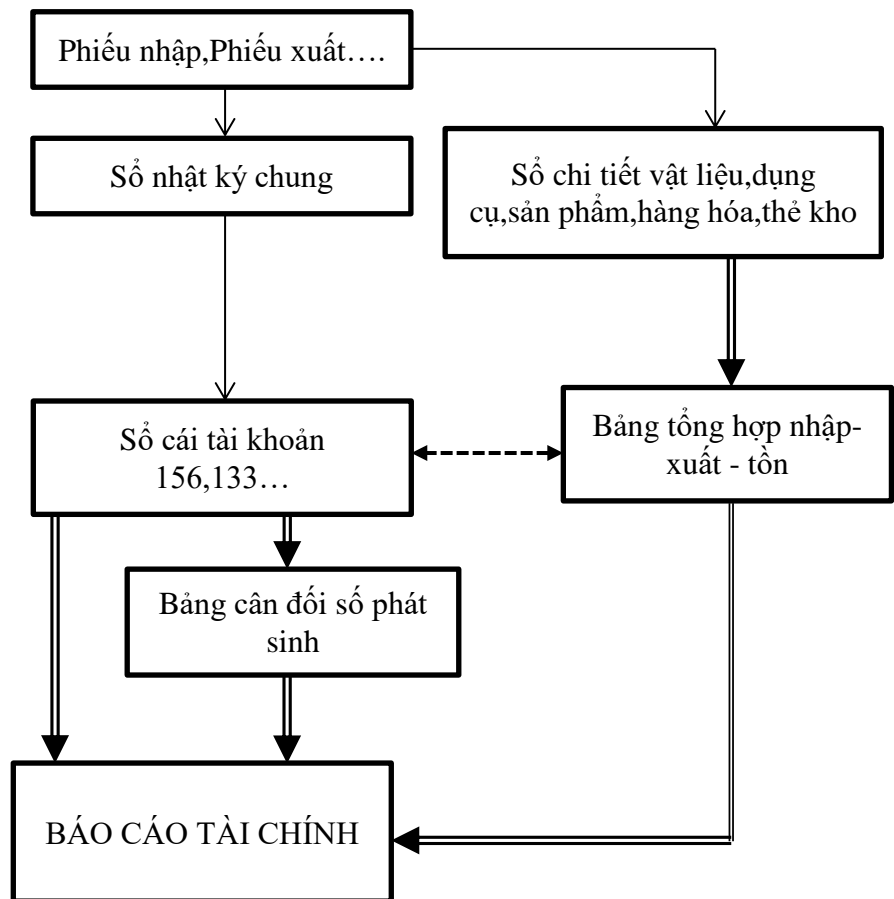 Phiếu nhập,Phiếu xuất….
Sổ nhật ký chung
Sổ chi tiết vật liệu,dụng
cụ,sản phẩm,hàng hóa,thẻ kho
Sổ cái tài khoản
156,133…
Bảng tổng hợp nhập-
xuất - tồn
Bảng cân đối số phát
sinh
BÁO CÁO TÀI CHÍNH